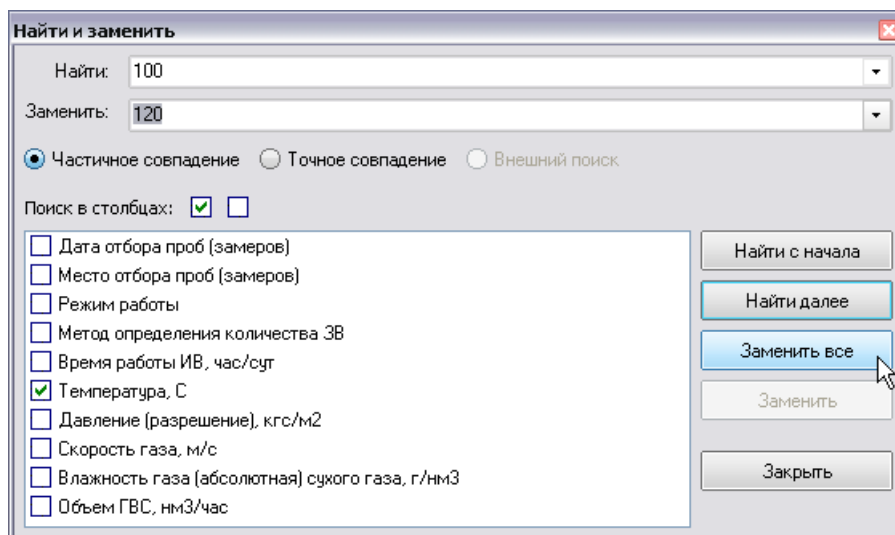 Найти и заменить
Найти: 100
Заменить: 120
Частичное совпадение Точное совпадение Внешний поиск
Поиск в столбцах:
Дата отбора проб (замеров)
Место отбора проб (замеров)
Режим работы
Метод определения количества ЗВ
Время работы ИВ, час/сут
Температура, С
Давление (разрешение), кгс/м2
Скорость газа, м/с
Влажность газа (абсолютная) сухого газа, г/нм3
Объем ГВС, нм3/час
Найти с начала
Найти далее
Заменить все
Заменить
Закрыть